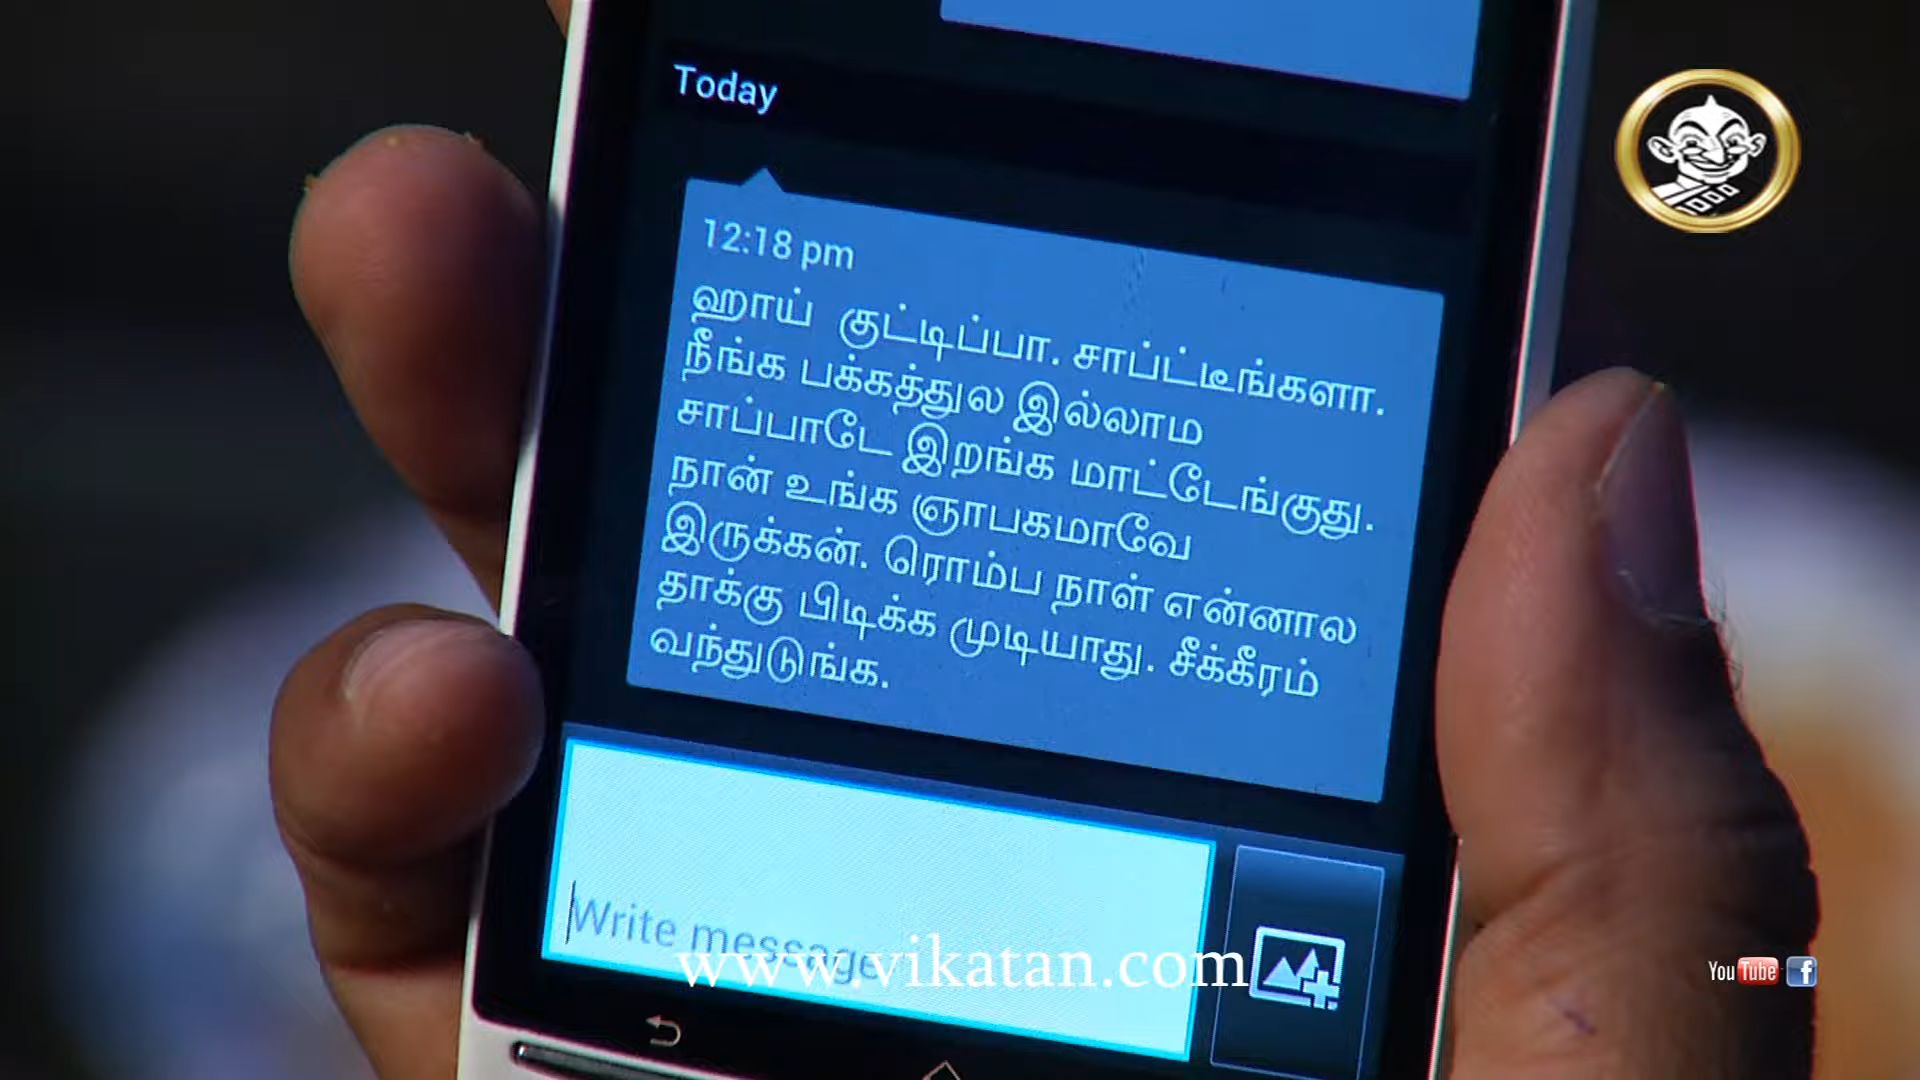 Today
12:18 pm
ஹாய் குட்டிப்பா. சாப்ட்டீங்களா.
நீங்க பக்கத்துல இல்லாம
சாப்பாடே இறங்க மாட்டேங்குது.
நான் உங்க ஞாபகமாவே
இருக்கன். ரொம்ப நாள் என்னால
தாக்கு பிடிக்க முடியாது. சீக்கீரம்
வந்துடுங்க.
Write message
www.vikatan.com
You Tube f